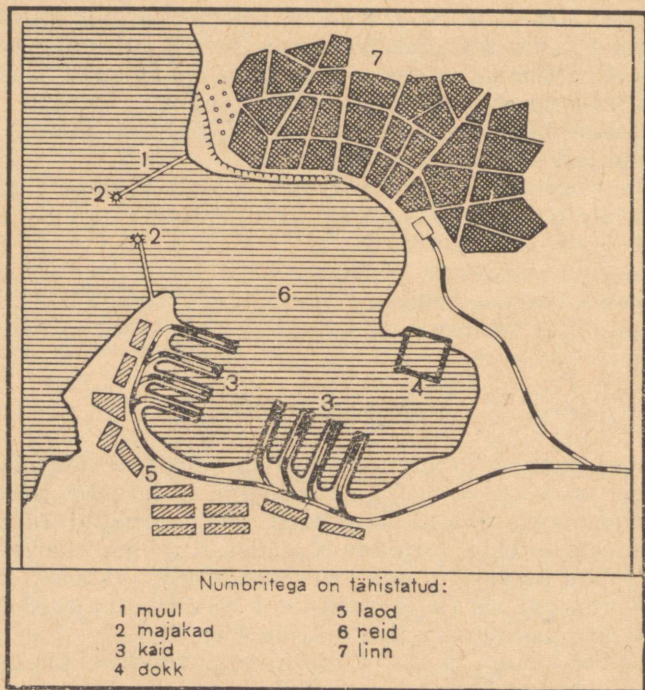 7
1
2
2
6
3
4
3
5
Numbritega on tähistatud:
1 muul
2 majakad
3 kaid
4 dokk
5 laod
6 reid
7 linn